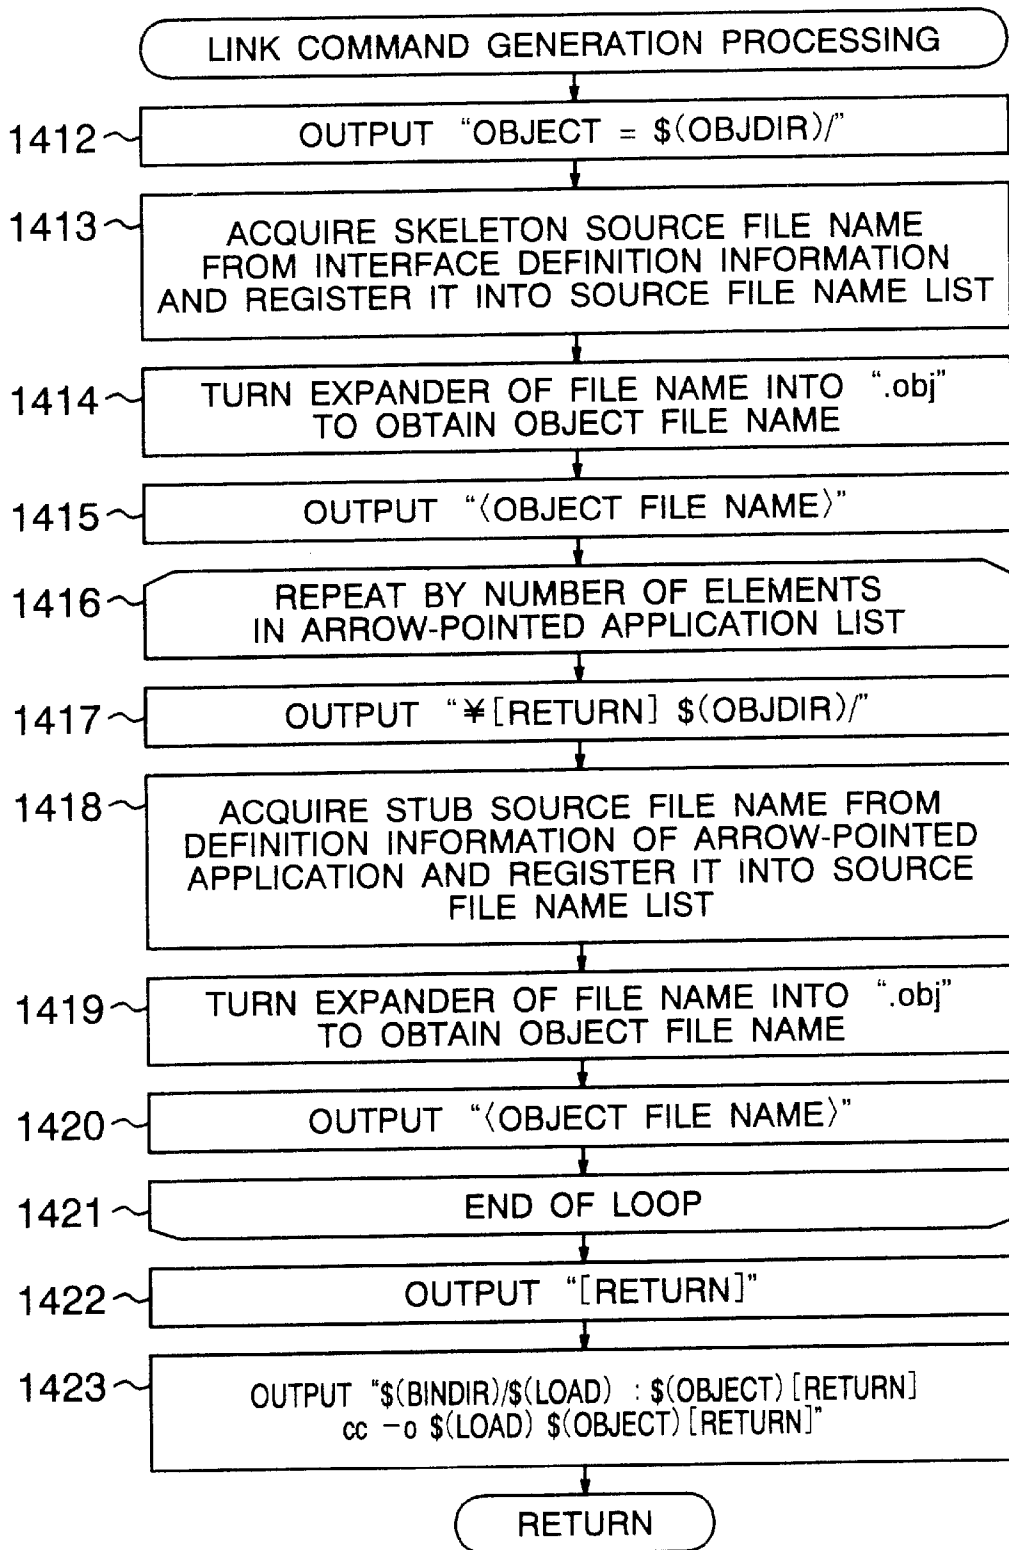 LINK COMMAND GENERATION PROCESSING
1412
OUTPUT “OBJECT = $(OBJDIR)/”
1413
ACQUIRE SKELETON SOURCE FILE NAME
FROM INTERFACE DEFINITION INFORMATION
AND REGISTER IT INTO SOURCE FILE NAME LIST
1414
TURN EXPANDER OF FILE NAME INTO “.obj”
TO OBTAIN OBJECT FILE NAME
1415
OUTPUT “〈OBJECT FILE NAME〉”
1416
REPEAT BY NUMBER OF ELEMENTS
IN ARROW-POINTED APPLICATION LIST
1417
OUTPUT “¥[RETURN] $(OBJDIR)/”
1418
ACQUIRE STUB SOURCE FILE NAME FROM
DEFINITION INFORMATION OF ARROW-POINTED
APPLICATION AND REGISTER IT INTO SOURCE
FILE NAME LIST
1419
TURN EXPANDER OF FILE NAME INTO “.obj”
TO OBTAIN OBJECT FILE NAME
1420
OUTPUT “〈OBJECT FILE NAME〉”
1421
END OF LOOP
1422
OUTPUT “[RETURN]”
1423
OUTPUT “$(BINDIR)/$(LOAD) : $(OBJECT)[RETURN]
cc -o $(LOAD) $(OBJECT)[RETURN]”
RETURN